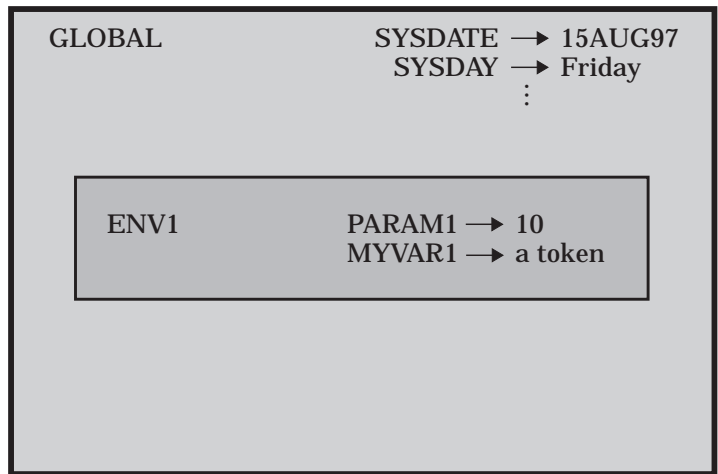 GLOBAL SYSDATE → 15AUG97
SYSDAY → Friday
⋮
ENV1 PARAM1 → 10
MYVAR1 → a token